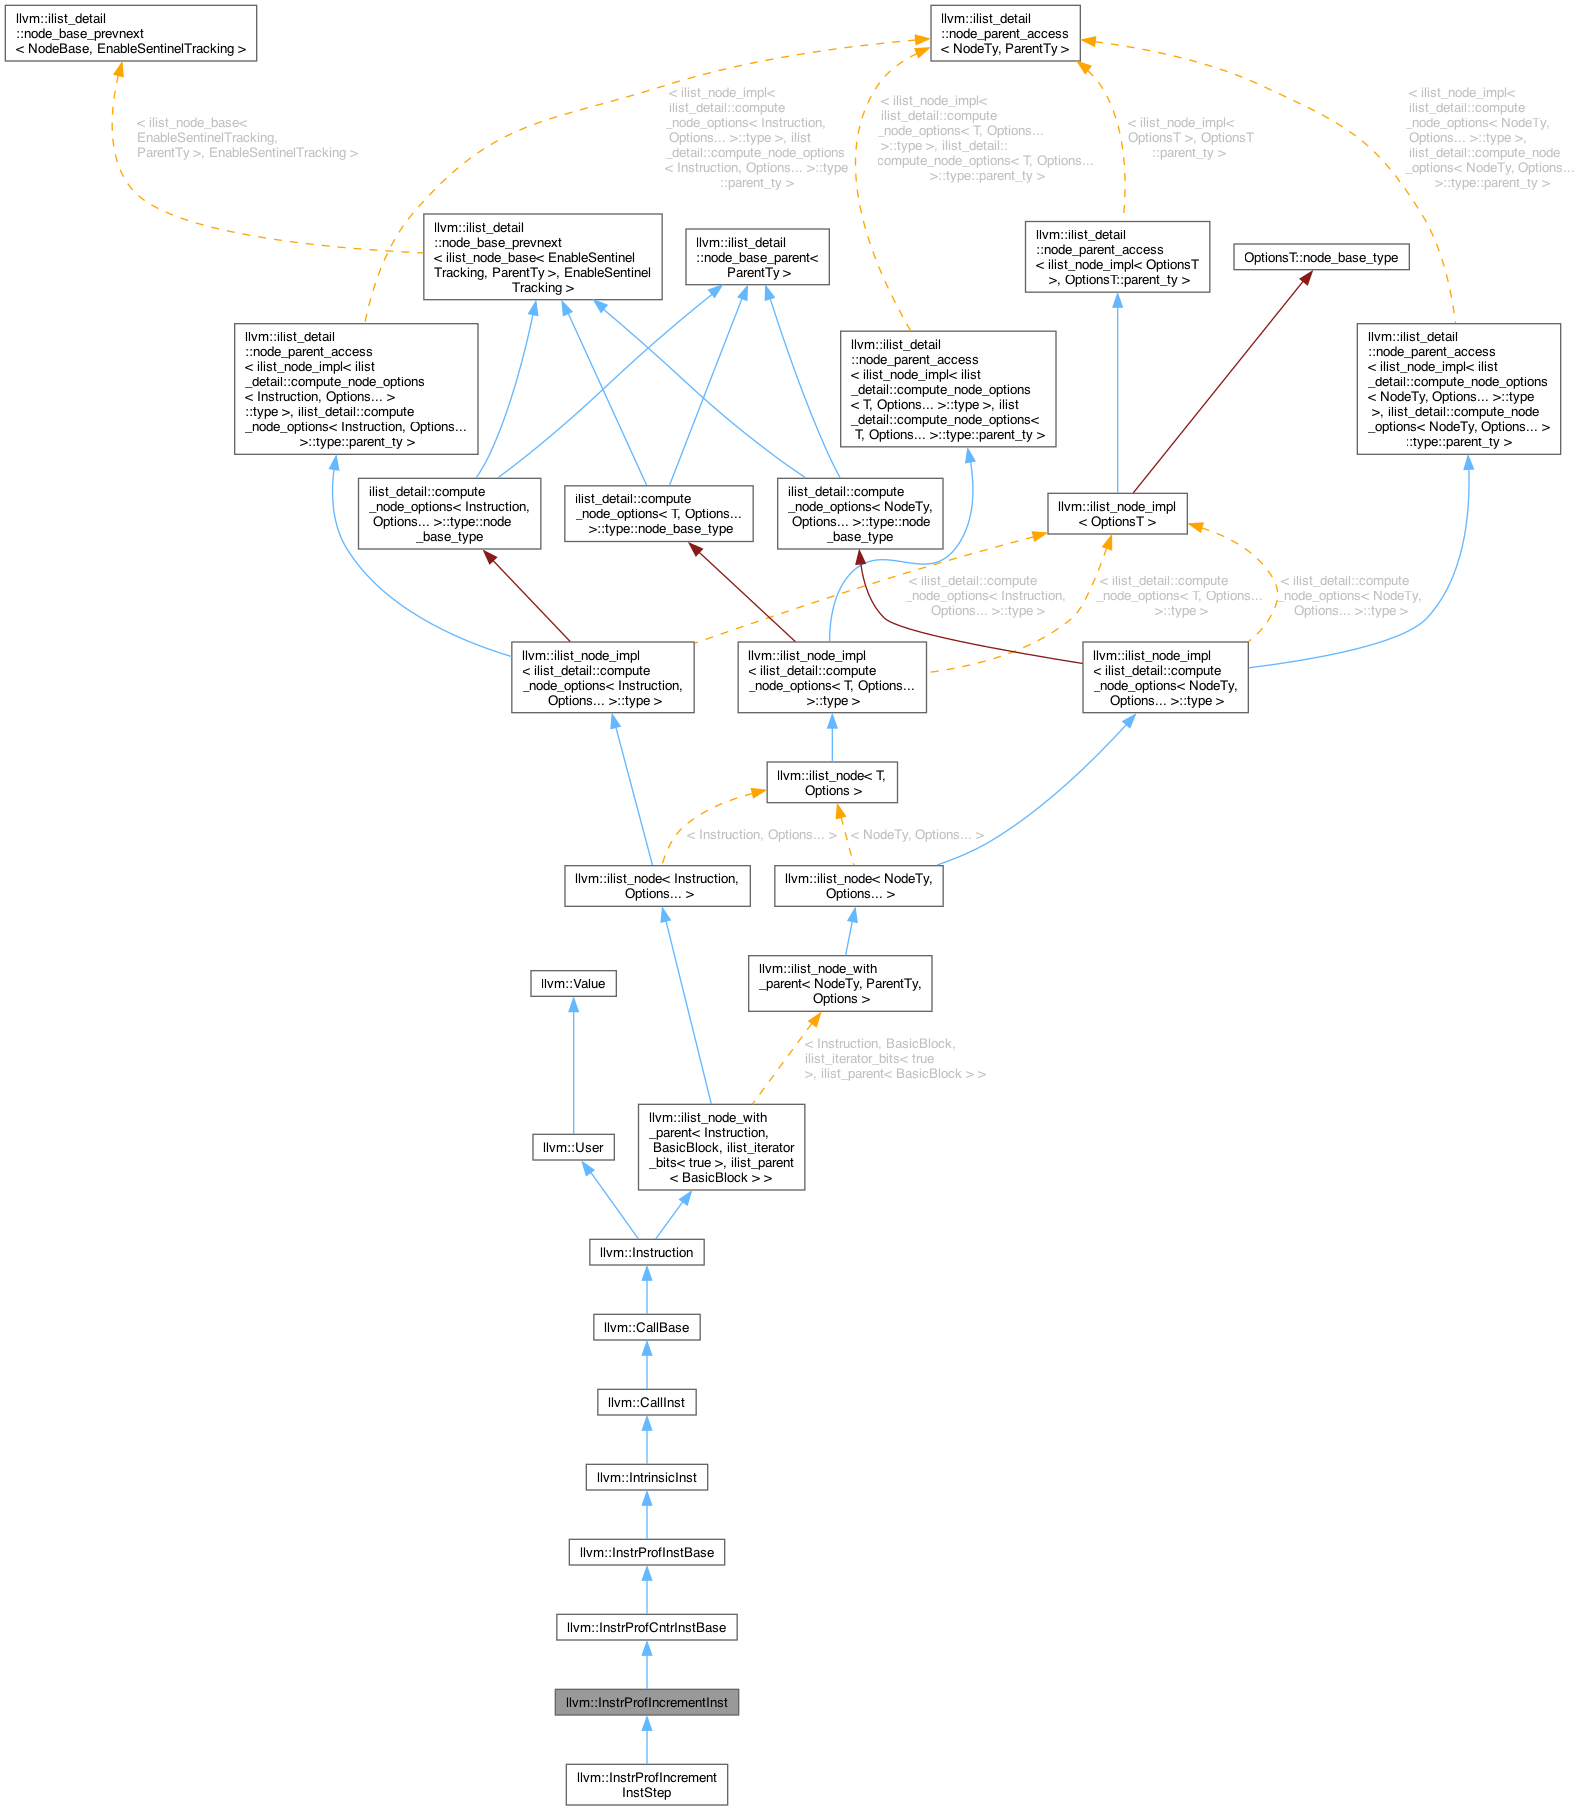 llvm::ilist_detail
::node_base_prevnext
< NodeBase, EnableSentinelTracking >
llvm::ilist_detail
::node_parent_access
< NodeTy, ParentTy >
< ilist_node_base<
EnableSentinelTracking,
ParentTy >, EnableSentinelTracking >
< ilist_node_impl<
ilist_detail::compute
_node_options< Instruction,
Options... >::type >, ilist
_detail::compute_node_options
< Instruction, Options... >::type
::parent_ty >
< ilist_node_impl<
ilist_detail::compute
_node_options< T, Options...
>::type >, ilist_detail::
compute_node_options< T, Options...
>::type::parent_ty >
< ilist_node_impl<
OptionsT >, OptionsT
::parent_ty >
< ilist_node_impl<
ilist_detail::compute
_node_options< NodeTy,
Options... >::type >,
ilist_detail::compute_node
_options< NodeTy, Options...
>::type::parent_ty >
llvm::ilist_detail
::node_base_prevnext
< ilist_node_base< EnableSentinel
Tracking, ParentTy >, EnableSentinel
Tracking >
llvm::ilist_detail
::node_base_parent<
ParentTy >
llvm::ilist_detail
::node_parent_access
< ilist_node_impl< OptionsT
>, OptionsT::parent_ty >
OptionsT::node_base_type
llvm::ilist_detail
::node_parent_access
< ilist_node_impl< ilist
_detail::compute_node_options
< Instruction, Options... >
::type >, ilist_detail::compute
_node_options< Instruction, Options...
>::type::parent_ty >
llvm::ilist_detail
::node_parent_access
< ilist_node_impl< ilist
_detail::compute_node_options
< T, Options... >::type >, ilist
_detail::compute_node_options<
T, Options... >::type::parent_ty >
llvm::ilist_detail
::node_parent_access
< ilist_node_impl< ilist
_detail::compute_node_options
< NodeTy, Options... >::type
>, ilist_detail::compute_node
_options< NodeTy, Options... >
::type::parent_ty >
ilist_detail::compute
_node_options< Instruction,
Options... >::type::node
_base_type
ilist_detail::compute
_node_options< T, Options...
>::type::node_base_type
ilist_detail::compute
_node_options< NodeTy,
Options... >::type::node
_base_type
llvm::ilist_node_impl
< OptionsT >
< ilist_detail::compute
_node_options< Instruction,
Options... >::type >
< ilist_detail::compute
_node_options< T, Options...
>::type >
< ilist_detail::compute
_node_options< NodeTy,
Options... >::type >
llvm::ilist_node_impl
< ilist_detail::compute
_node_options< Instruction,
Options... >::type >
llvm::ilist_node_impl
< ilist_detail::compute
_node_options< T, Options...
>::type >
llvm::ilist_node_impl
< ilist_detail::compute
_node_options< NodeTy,
Options... >::type >
llvm::ilist_node< T,
Options >
< Instruction, Options... >
< NodeTy, Options... >
llvm::ilist_node< Instruction,
Options... >
llvm::ilist_node< NodeTy,
Options... >
llvm::Value
llvm::ilist_node_with
_parent< NodeTy, ParentTy,
Options >
< Instruction, BasicBlock,
ilist_iterator_bits< true
>, ilist_parent< BasicBlock > >
llvm::User
llvm::ilist_node_with
_parent< Instruction,
BasicBlock, ilist_iterator
_bits< true >, ilist_parent
< BasicBlock > >
llvm::Instruction
llvm::CallBase
llvm::CallInst
llvm::IntrinsicInst
llvm::InstrProfInstBase
llvm::InstrProfCntrInstBase
llvm::InstrProfIncrementInst
llvm::InstrProfIncrement
InstStep